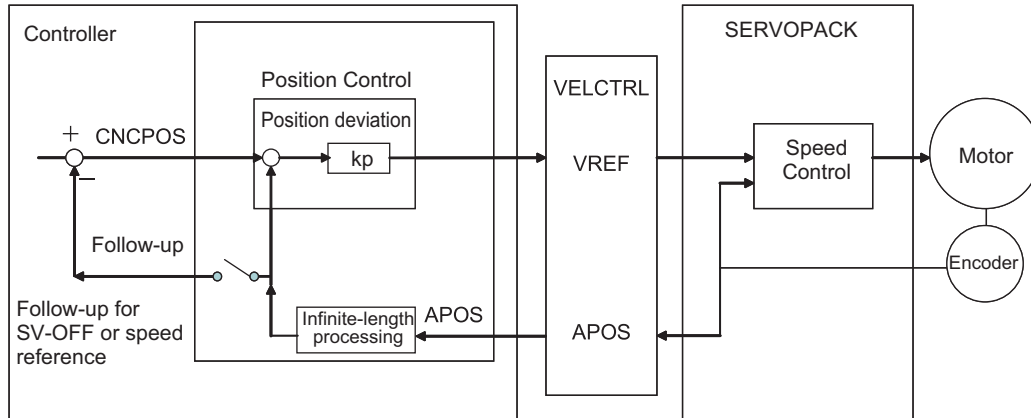 Controller
SERVOPACK
Position Control
VELCTRL
Position deviation
+
CNCPOS
kp
VREF
Speed
Control
Motor
−
Follow-up
Encoder
Follow-up for
SV-OFF or speed
reference
Infinite-length
processing
APOS
APOS